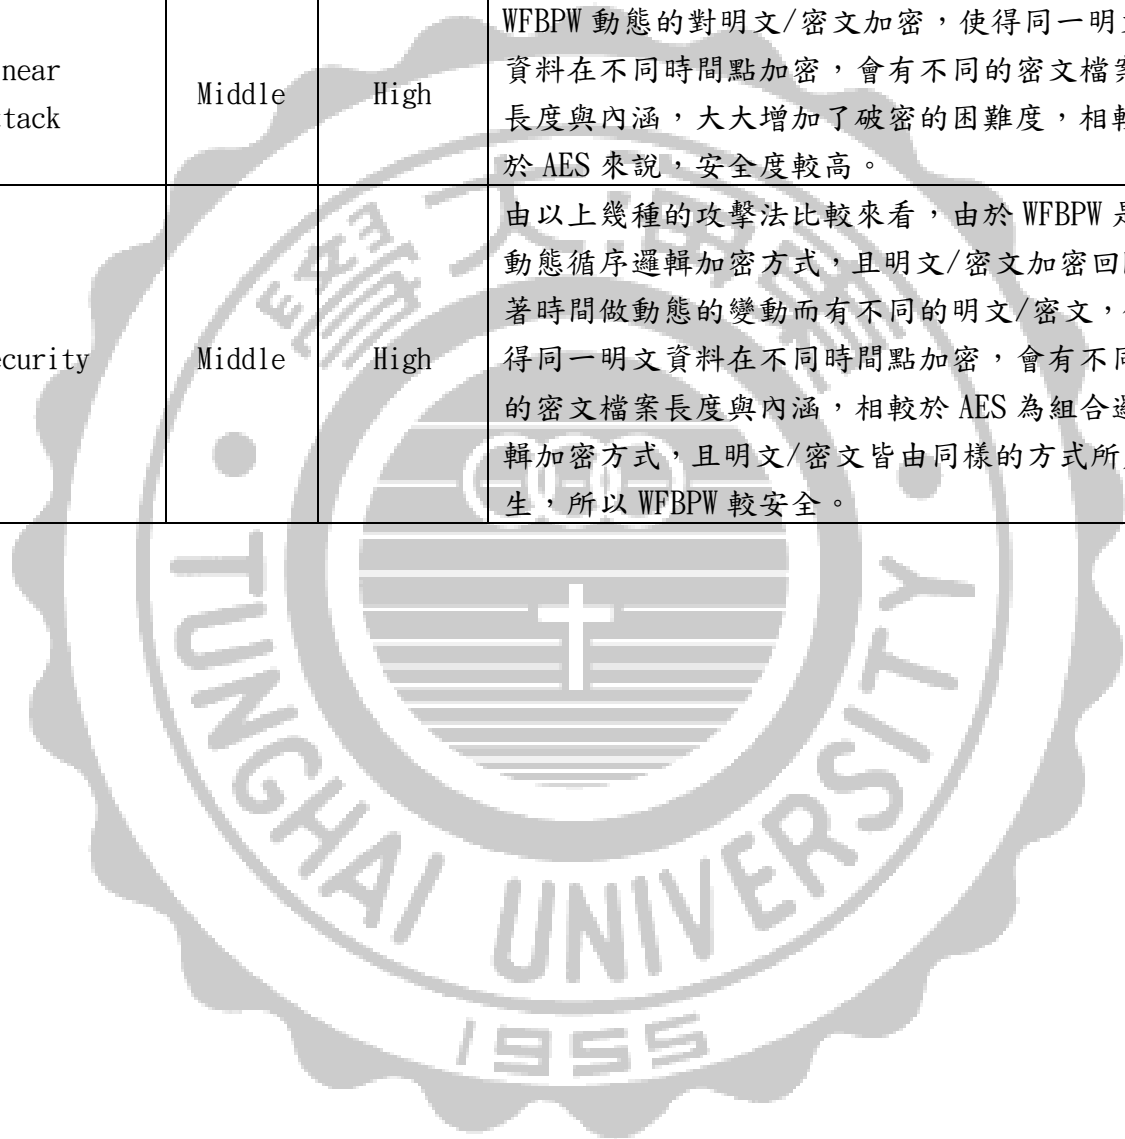 near
ttack
Middle
High
WFBPW 動態的對明文/密文加密，使得同一明
資料在不同時間點加密，會有不同的密文檔
長度與內涵，大大增加了破密的困難度，相
於 AES 來說，安全度較高。
ecurity
Middle
High
由以上幾種的攻擊法比較來看，由於 WFBPW
動態循序邏輯加密方式，且明文/密文加密回
著時間做動態的變動而有不同的明文/密文，
得同一明文資料在不同時間點加密，會有不
的密文檔案長度與內涵，相較於 AES 為組合
輯加密方式，且明文/密文皆由同樣的方式所
生，所以 WFBPW 較安全。
TUNGHAI UNIVERSITY
1955